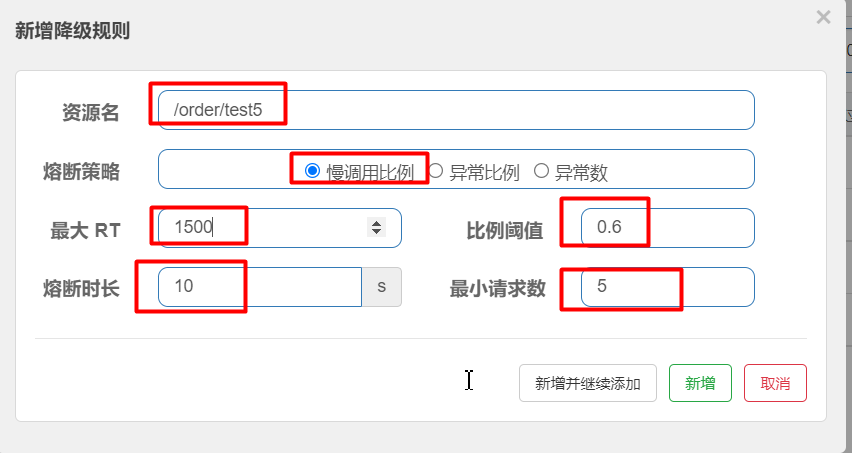 新增降级规则
×
资源名 /order/test5
熔断策略 慢调用比例 异常比例 异常数
最大 RT 1500 比例阈值 0.6
熔断时长 10 s 最小请求数 5
新增并继续添加 新增 取消